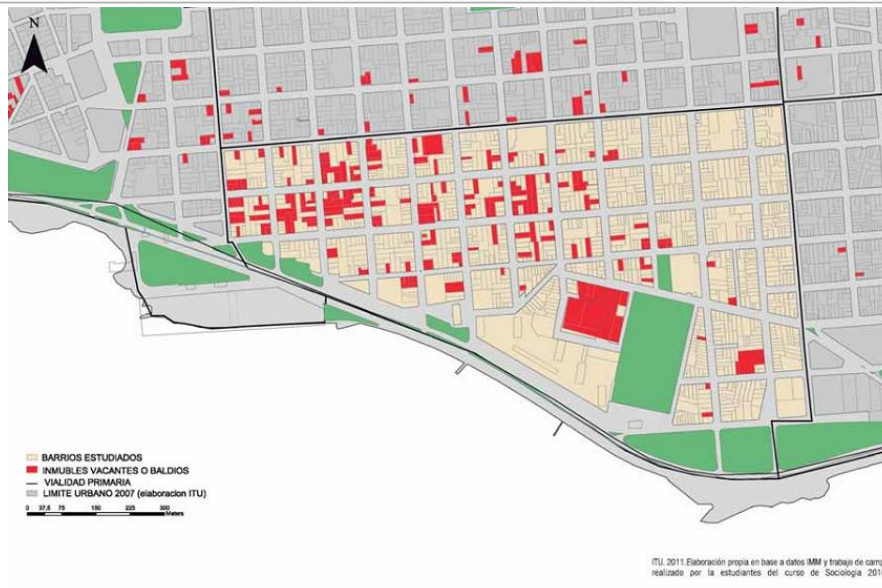 N
BARRIOS ESTUDIADOS
INMUBLES VACANTES O BALDIOS
VIALIDAD PRIMARIA
LIMITE URBANO 2007 (elaboracion ITU)
0 37,5 75 150 225 300
Meters
ITU. 2011.Elaboración propia en base a datos IMM y trabajo de camp
realizado por la estudiantes del curso de Sociologia 201